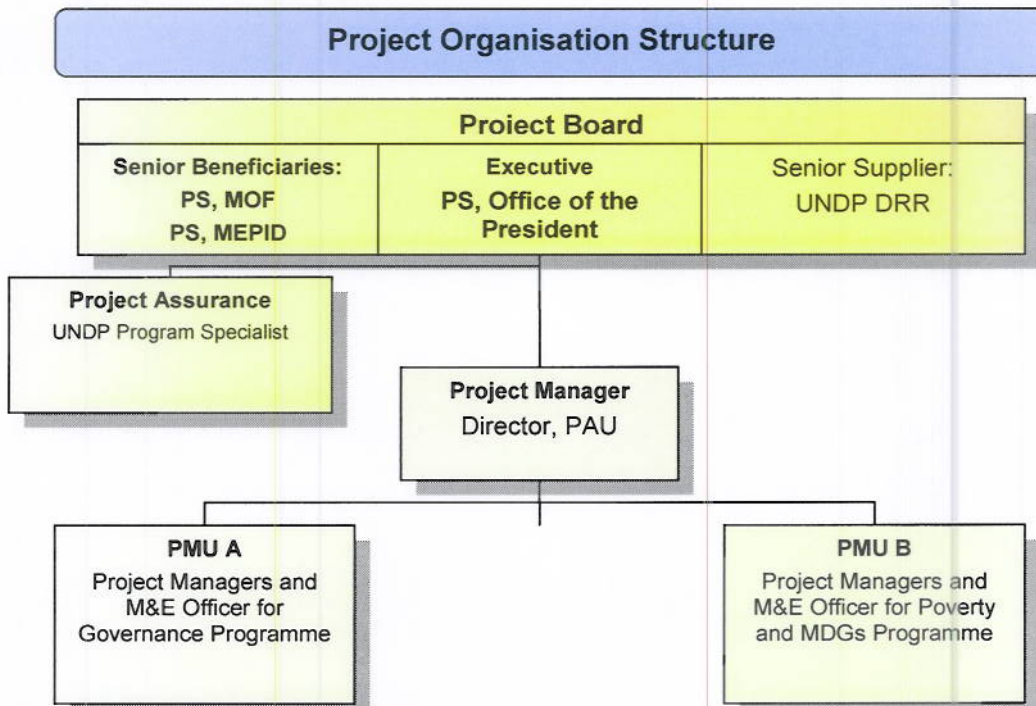 Project Organisation Structure
Project Board
Senior Beneficiaries:
PS, MOF
PS, MEPID
Executive
PS, Office of the
President
Senior Supplier:
UNDP DRR
Project Assurance
UNDP Program Specialist
Project Manager
Director, PAU
PMU A
Project Managers and
M&E Officer for
Governance Programme
PMU B
Project Managers and
M&E Officer for Poverty
and MDGs Programme